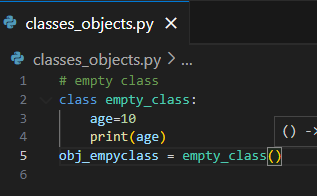 classes_objects.py ×
classes_objects.py > ...
1 # empty class
2 class empty_class:
3     age=10
4     print(age)
5 obj_empyclass = empty_class()
6
() -